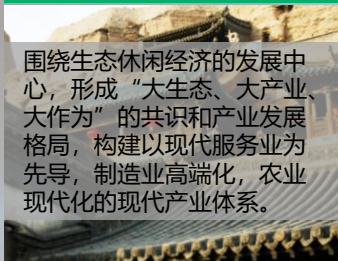 围绕生态休闲经济的发展中
心，形成“大生态、大产业、
大作为”的共识和产业发展
格局，构建以现代服务业为
先导，制造业高端化，农业
现代化的现代产业体系。